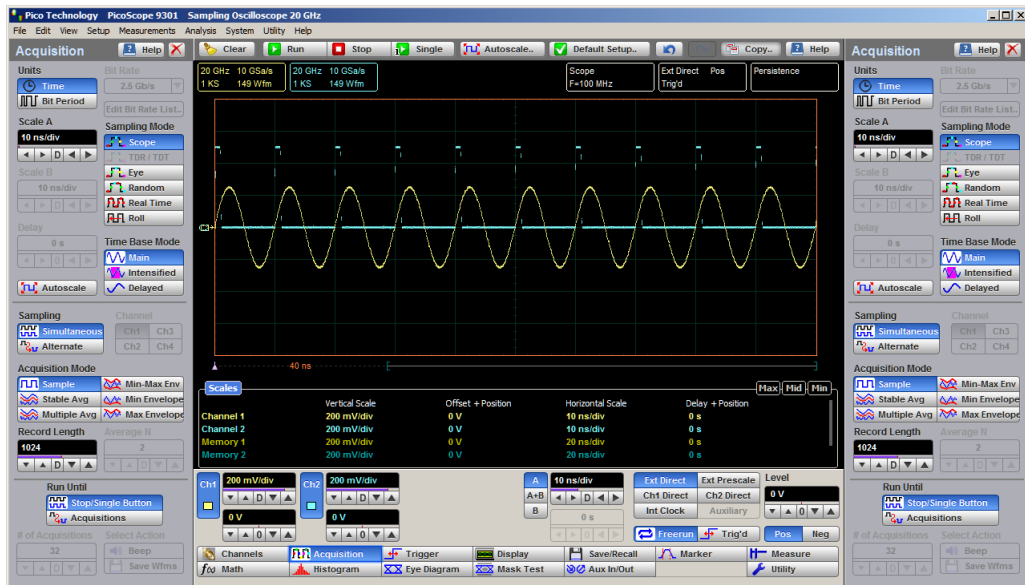 Pico Technology PicoScope 9301 Sampling Oscilloscope 20 GHz
File Edit View Setup Measurements Analysis System Utility Help
Acquisition Help
Units Bit Rate
Time 2.5 Gb/s
Bit Period Edit Bit Rate List..
Scale A Sampling Mode
10 ns/div Scope
D TDR / TDT
Scale B Eye
10 ns/div Random
Real Time
Roll
Delay
0 s Time Base Mode
Main
Intensified
Autoscale Delayed
Sampling Channel
Simultaneous Ch1 Ch3
Alternate Ch2 Ch4
Acquisition Mode
Sample Min-Max Env
Stable Avg Min Envelope
Multiple Avg Max Envelope
Record Length Average N
1024 2
D D
Run Until
Stop/Single Button
Acquisitions
# of Acquisitions Select Action
32 Beep
D Save Wfms
Clear Run Stop Single Autoscale.. Default Setup.. Copy.. Help
20 GHz 10 GSa/s 20 GHz 10 GSa/s Scope Ext Direct Pos Persistence
1 KS 149 Wfm 1 KS 149 Wfm F=100 MHz Trig'd
40 ns
Scales Max Mid Min
Vertical Scale Offset + Position Horizontal Scale Delay + Position
Channel 1 200 mV/div 0 V 10 ns/div 0 s
Channel 2 200 mV/div 0 V 10 ns/div 0 s
Memory 1 200 mV/div 0 V 20 ns/div 0 s
Memory 2 200 mV/div 0 V 20 ns/div 0 s
Ch1 200 mV/div Ch2 200 mV/div A 10 ns/div Ext Direct Ext Prescale Level
D D A+B D Ch1 Direct Ch2 Direct 0 V
0 V 0 V B 0 s Int Clock Auxiliary 0
0 0 0 Freerun Trig'd Pos Neg
Channels Acquisition Trigger Display Save/Recall Marker Measure
f(x) Math Histogram Eye Diagram Mask Test Aux In/Out Utility
Acquisition Help
Units Bit Rate
Time 2.5 Gb/s
Bit Period Edit Bit Rate List..
Scale A Sampling Mode
10 ns/div Scope
D TDR / TDT
Scale B Eye
10 ns/div Random
Real Time
Roll
Delay
0 s Time Base Mode
Main
Intensified
Autoscale Delayed
Sampling Channel
Simultaneous Ch1 Ch3
Alternate Ch2 Ch4
Acquisition Mode
Sample Min-Max Env
Stable Avg Min Envelope
Multiple Avg Max Envelope
Record Length Average N
1024 2
D D
Run Until
Stop/Single Button
Acquisitions
# of Acquisitions Select Action
32 Beep
D Save Wfms